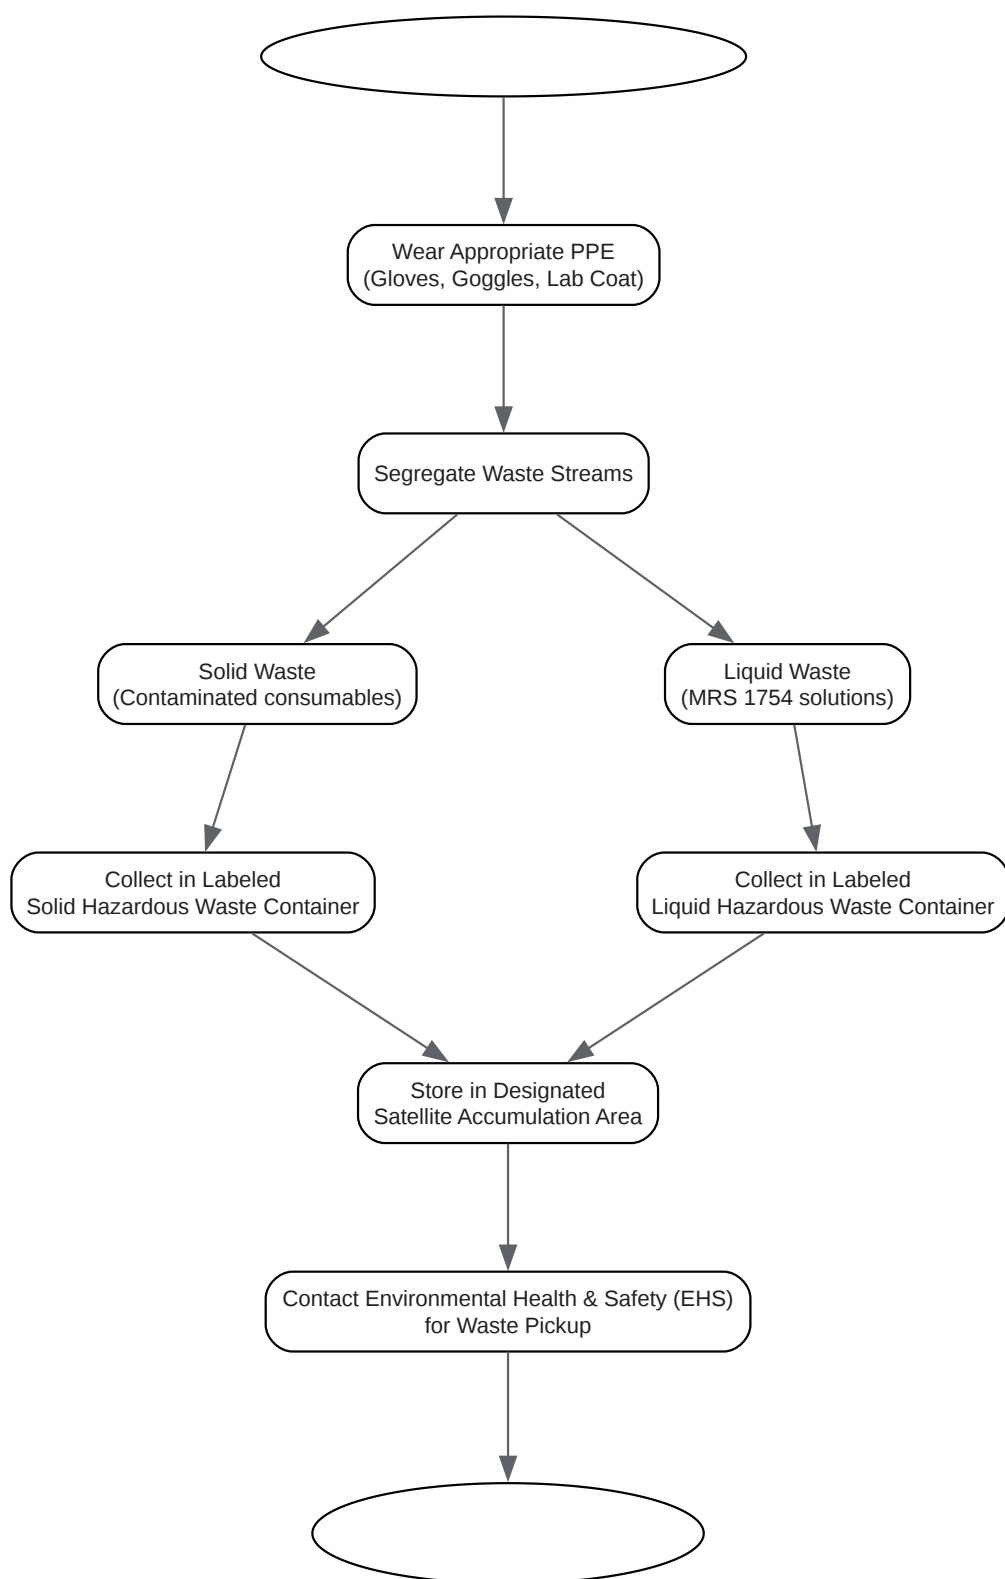 Wear Appropriate PPE
(Gloves, Goggles, Lab Coat)
Segregate Waste Streams
Solid Waste
(Contaminated consumables)
Liquid Waste
(MRS 1754 solutions)
Collect in Labeled
Solid Hazardous Waste Container
Collect in Labeled
Liquid Hazardous Waste Container
Store in Designated
Satellite Accumulation Area
Contact Environmental Health & Safety (EHS)
for Waste Pickup